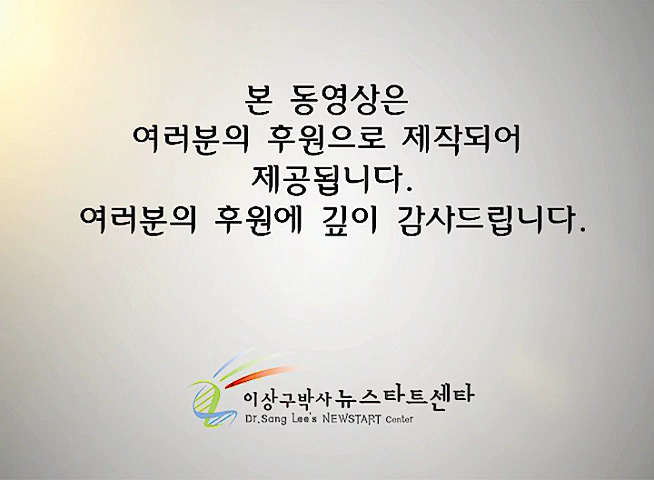 본 동영상은
여러분의 후원으로 제작되어
제공됩니다.
여러분의 후원에 깊이 감사드립니다.
이상구박사 뉴스타트센타
Dr.Sang Lee's NEWSTART Center